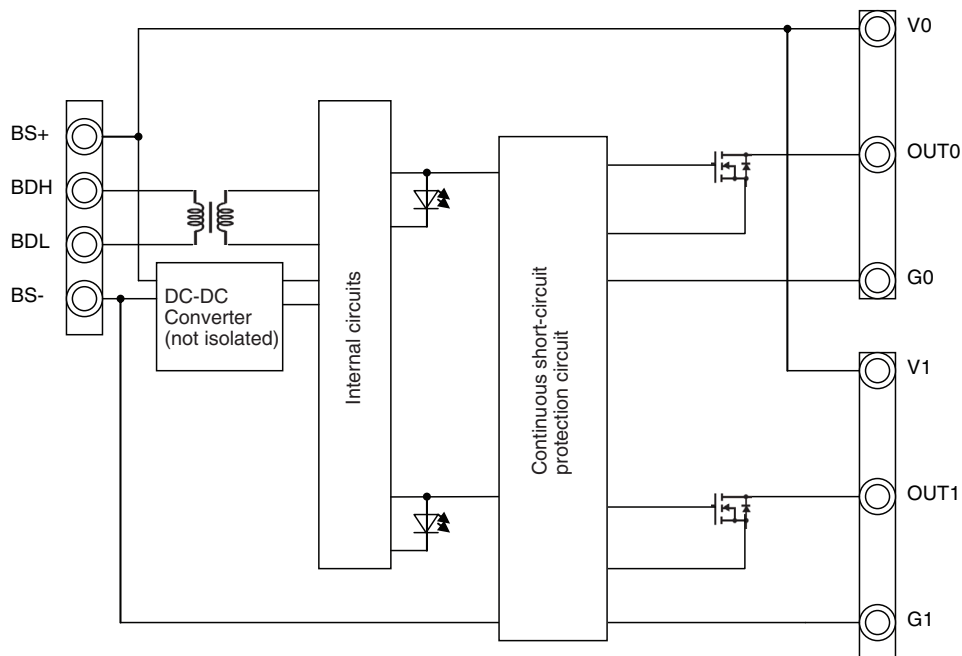 BS+
BDH
BDL
BS-
DC-DC
Converter
(not isolated)
Internal circuits
Continuous short-circuit
protection circuit
V0
OUT0
G0
V1
OUT1
G1